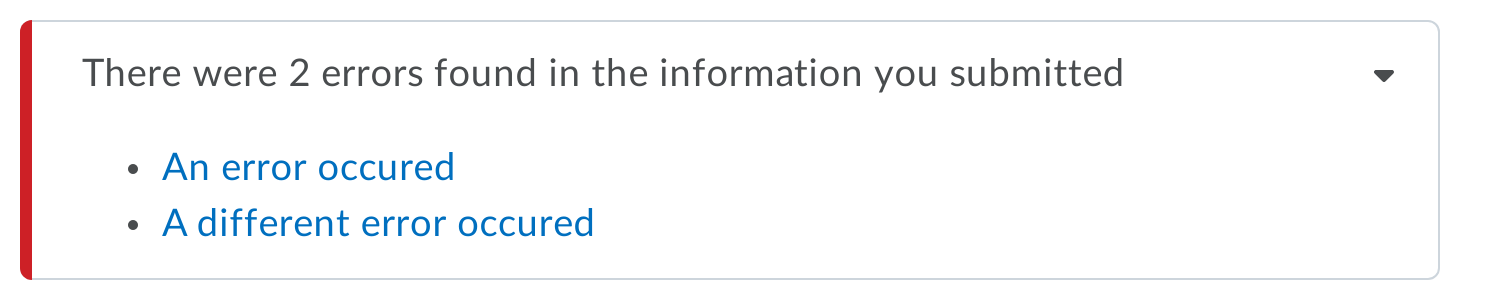 There were 2 errors found in the information you submitted
• An error occured
• A different error occured